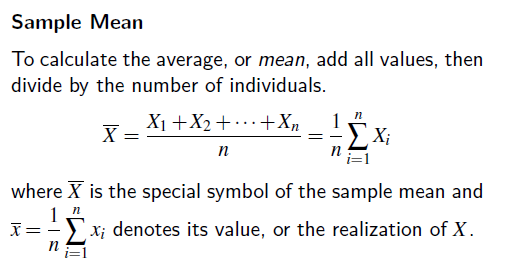 Sample Mean
To calculate the average, or mean, add all values, then
divide by the number of individuals.
X̅ = (X₁ + X₂ + ⋯ + Xₙ)/n = (1/n) ∑ᵢ₌₁ⁿ Xᵢ
where X̅ is the special symbol of the sample mean and
x̅ = (1/n) ∑ᵢ₌₁ⁿ xᵢ denotes its value, or the realization of X.